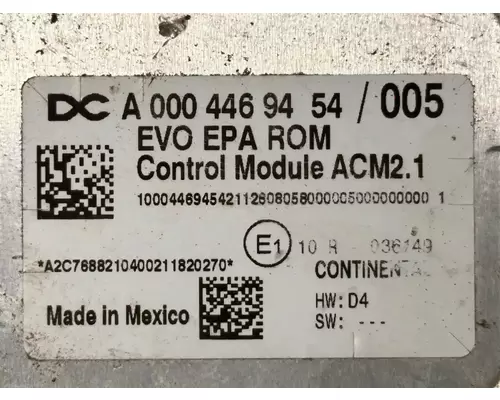 DC A 000 446 94 54 / 005
EVO EPA ROM
Control Module ACM2.1
10004469454211260805800000500000000 1
E1 10 R - 036149
*A2C7688210400211820270*
CONTINENTAL
HW: D4
Made in Mexico
SW: ---